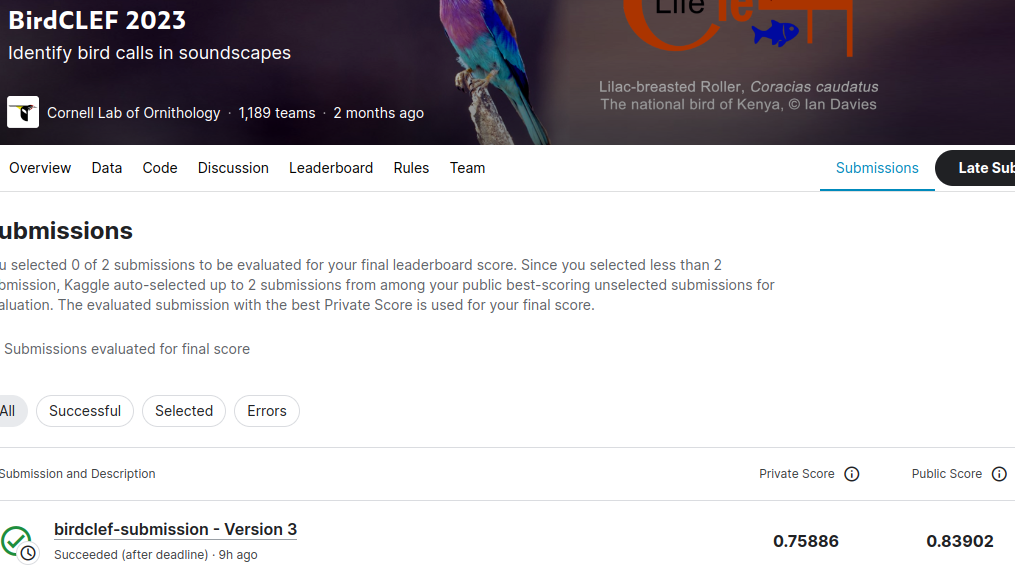 BirdCLEF 2023
Identify bird calls in soundscapes
Life
Lilac-breasted Roller, Coracias caudatus
The national bird of Kenya, © Ian Davies
Cornell Lab of Ornithology · 1,189 teams · 2 months ago
Overview Data Code Discussion Leaderboard Rules Team Submissions Late Sub
ubmissions
u selected 0 of 2 submissions to be evaluated for your final leaderboard score. Since you selected less than 2
bmission, Kaggle auto-selected up to 2 submissions from among your public best-scoring unselected submissions for
aluation. The evaluated submission with the best Private Score is used for your final score.
Submissions evaluated for final score
All Successful Selected Errors
Submission and Description Private Score Public Score
birdclef-submission - Version 3
Succeeded (after deadline) · 9h ago
0.75886 0.83902